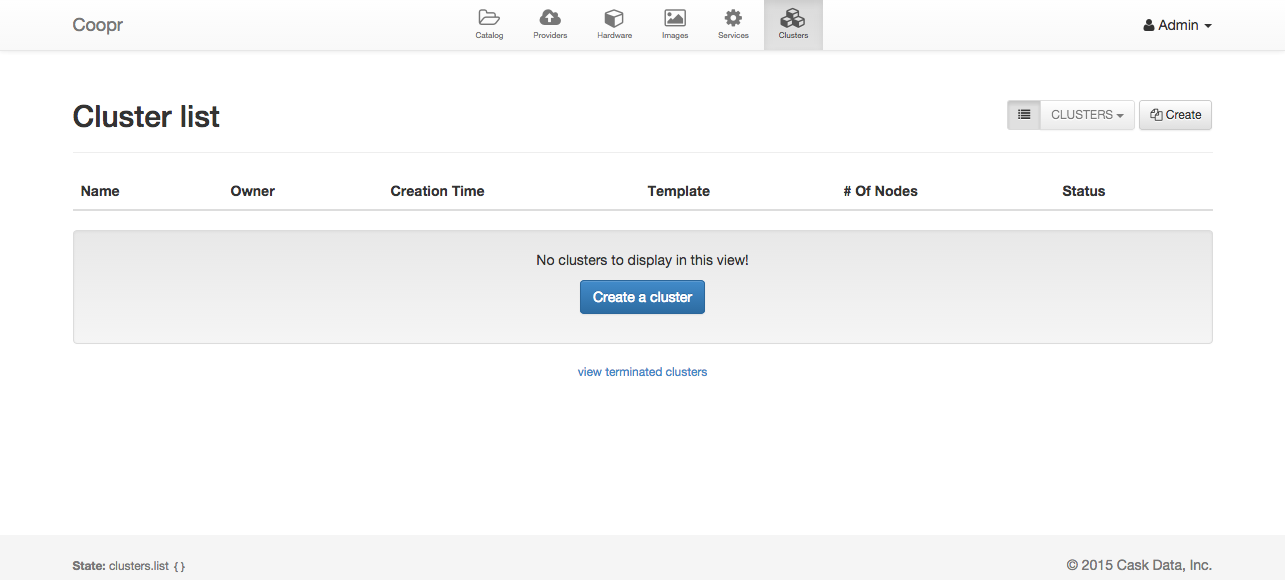 Coopr
Catalog
Providers
Hardware
Images
Services
Clusters
Admin
Cluster list
CLUSTERS
Create
Name Owner Creation Time Template # Of Nodes Status
No clusters to display in this view!
Create a cluster
view terminated clusters
State: clusters.list {}
© 2015 Cask Data, Inc.